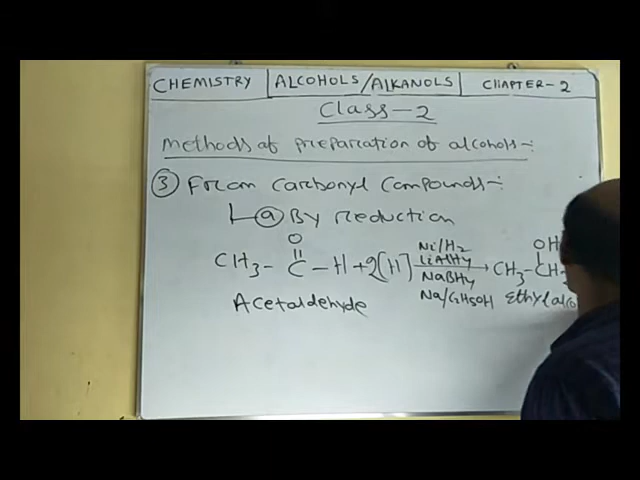 CHEMISTRY ALCOHOLS/ALKANOLS CHAPTER-2
Class-2
Methods of preparation of alcohols-:
③ From Carbonyl Compounds-:
ⓐ By reduction
O
||
CH3-C-H+2[H]
Ni/H2
LiAlH4
NaBH4
Na/C2H5OH
OH
CH3-CH-
Acetaldehyde
Ethyl alco